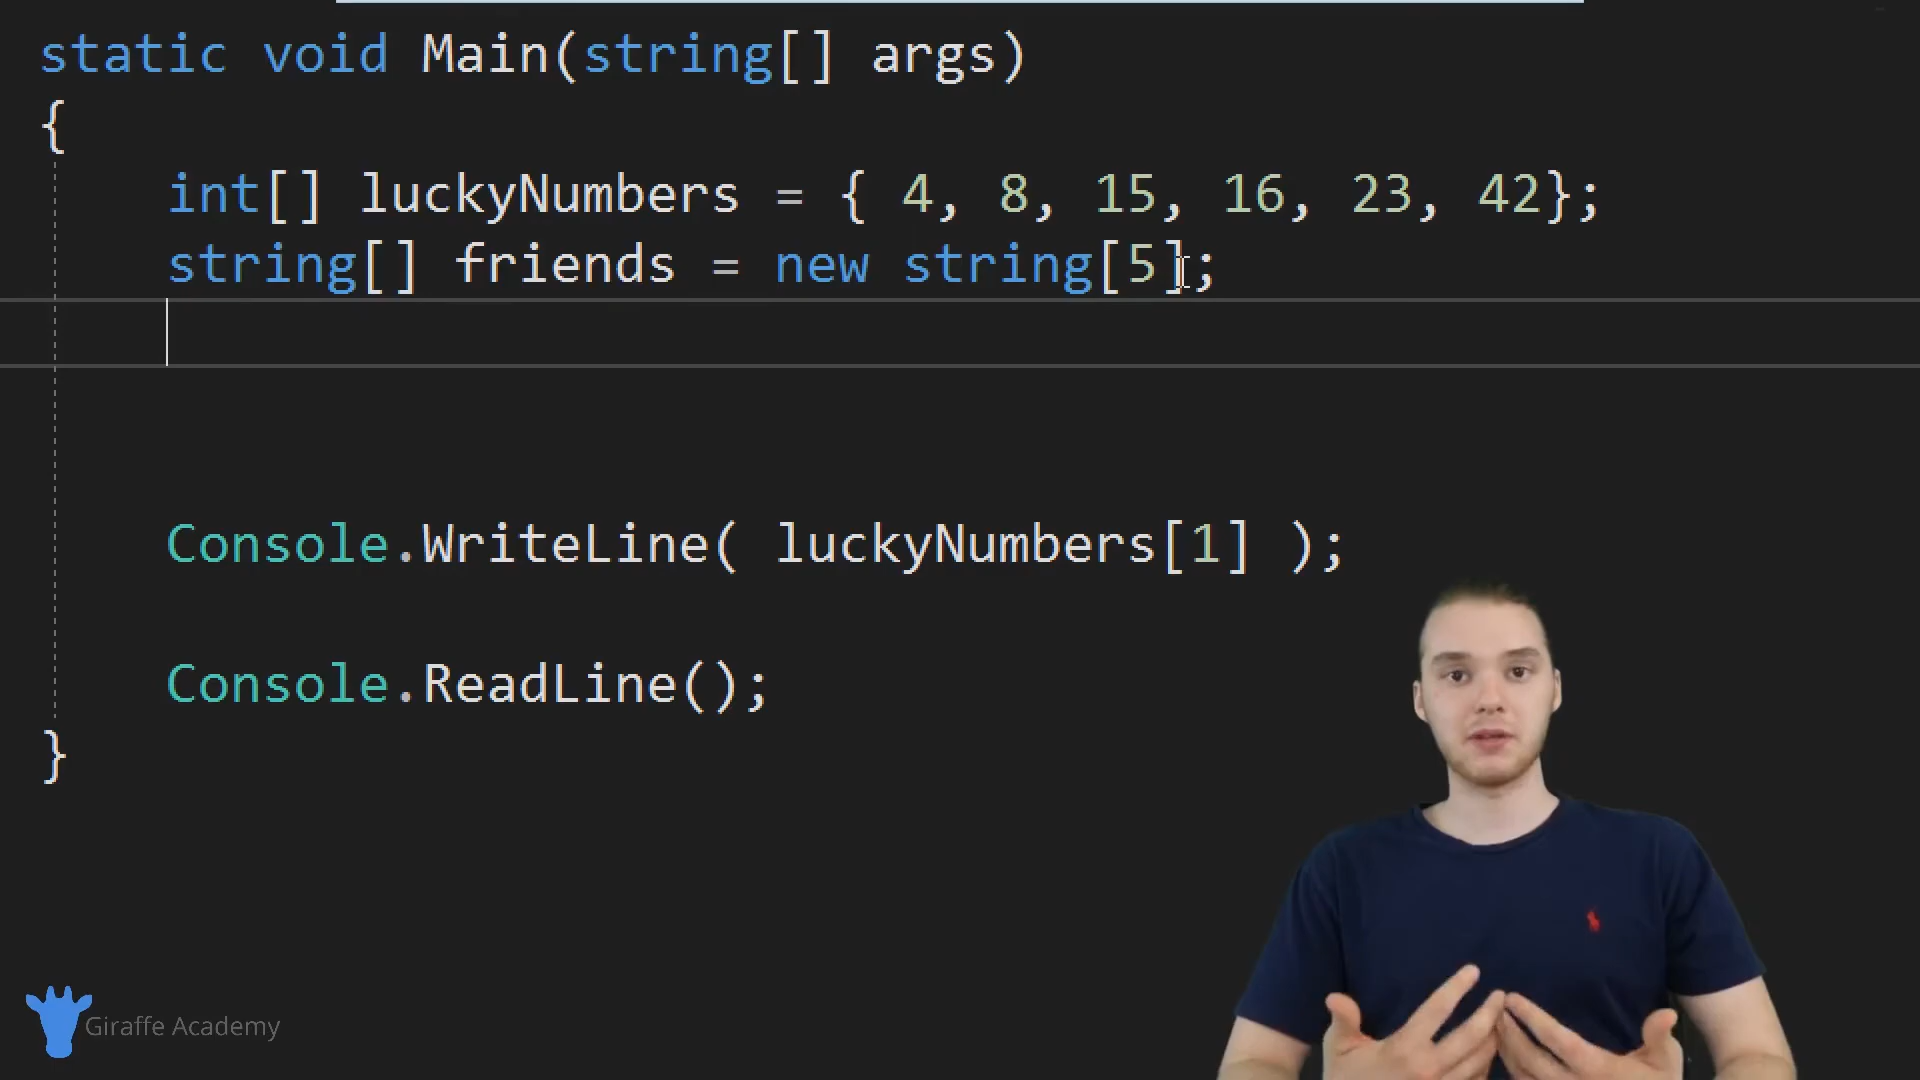 static void Main(string[] args)
{
int[] luckyNumbers = { 4, 8, 15, 16, 23, 42};
string[] friends = new string[5];
Console.WriteLine( luckyNumbers[1] );
Console.ReadLine();
}
Giraffe Academy